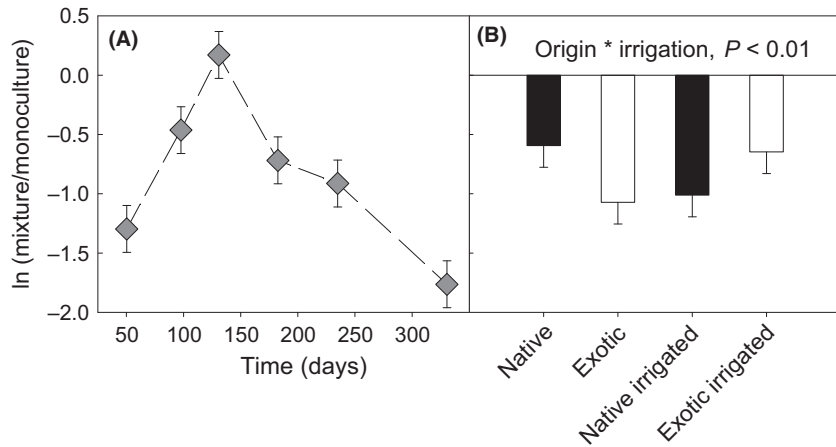 (A)
0.5
0.0
–0.5
–1.0
–1.5
–2.0
ln (mixture/monoculture)
50 100 150 200 250 300
Time (days)
(B)
Origin * irrigation, P < 0.01
Native
Exotic
Native irrigated
Exotic irrigated